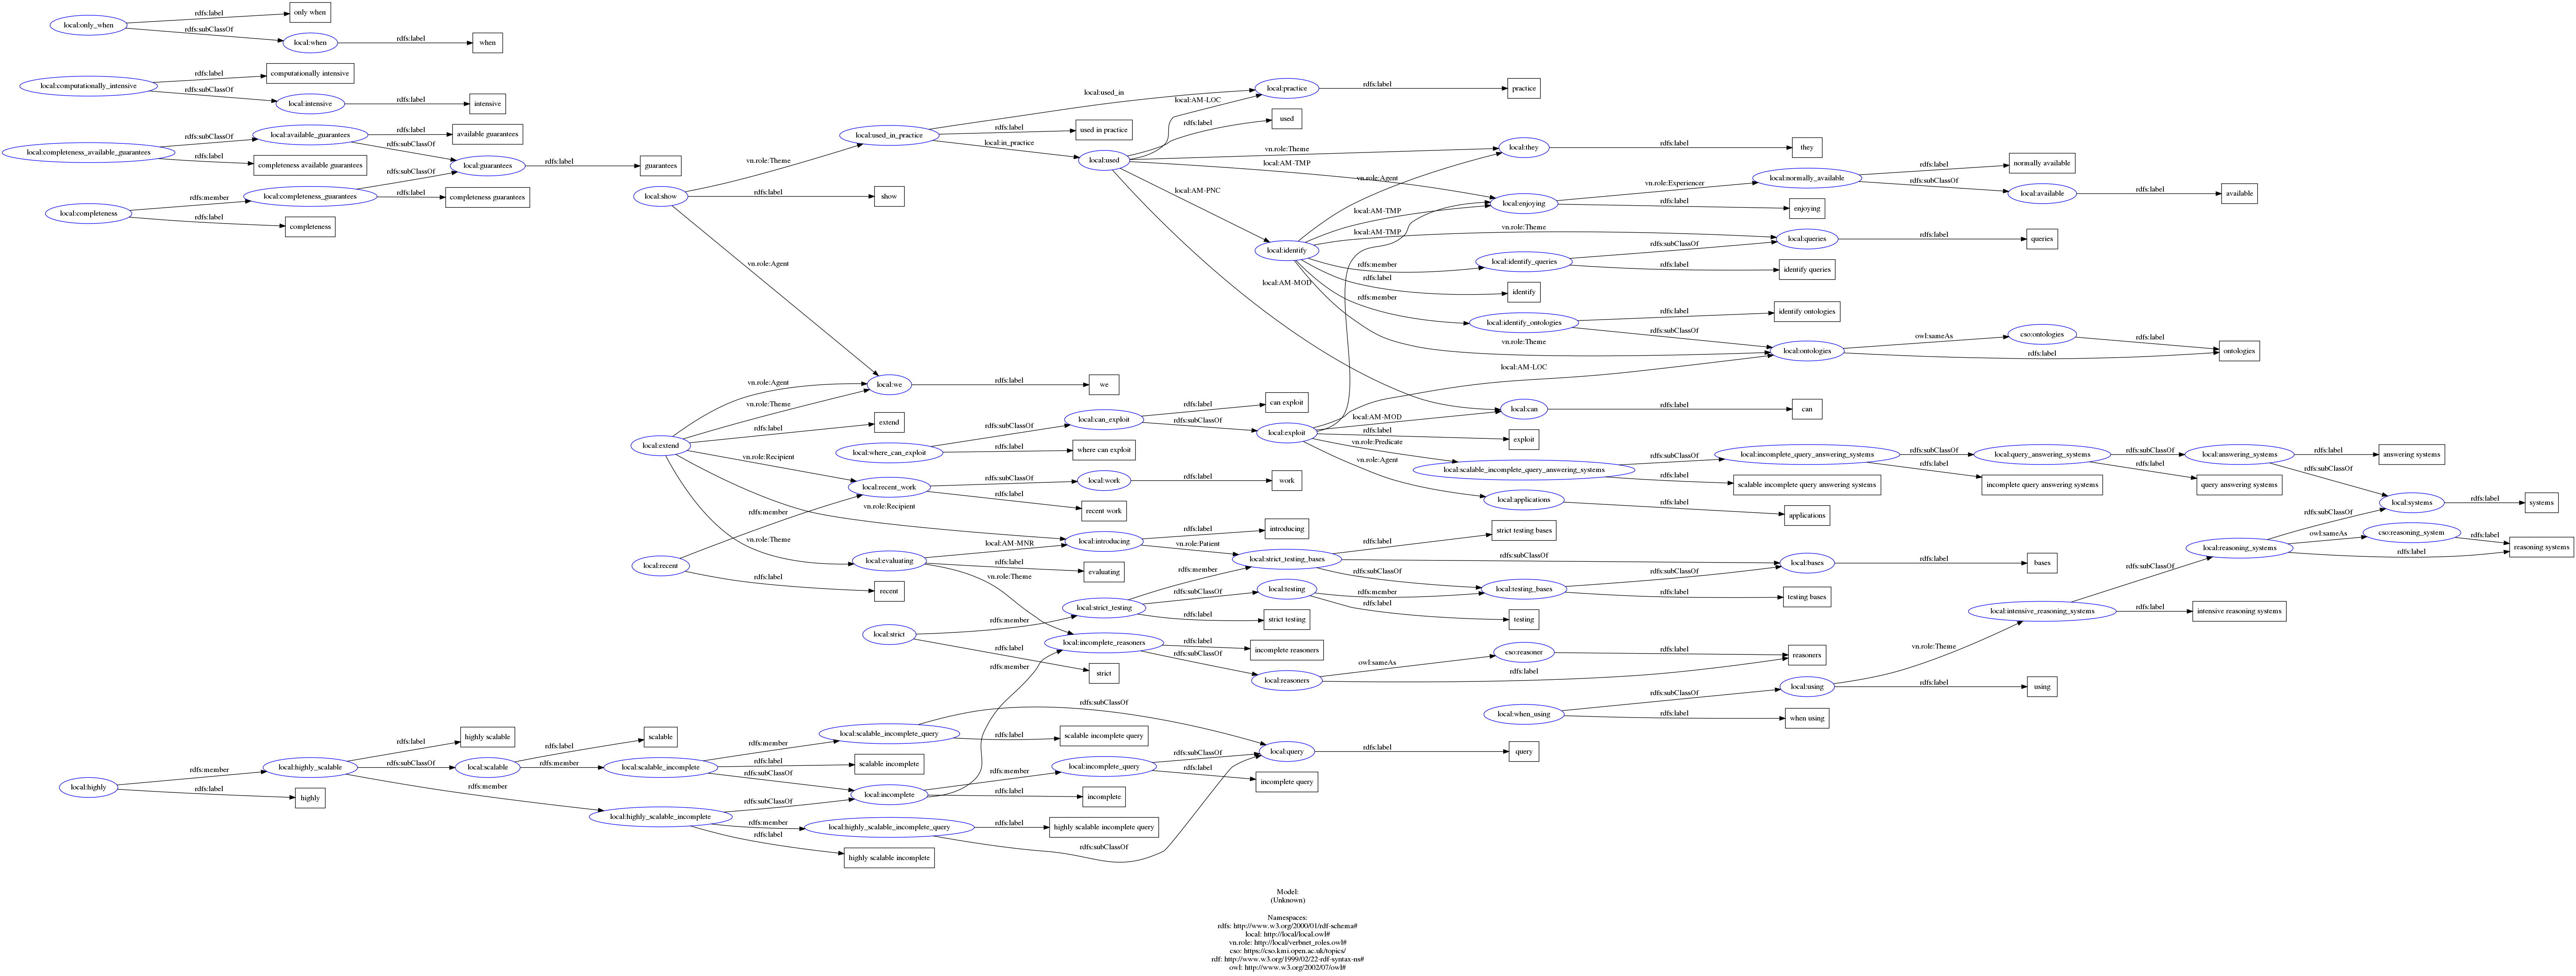 local:only_when
rdfs:label
only when
rdfs:subClassOf
local:when
rdfs:label
when
local:computationally_intensive
rdfs:label
computationally intensive
rdfs:subClassOf
local:intensive
rdfs:label
intensive
local:completeness_available_guarantees
rdfs:subClassOf
local:available_guarantees
rdfs:label
available guarantees
rdfs:label
completeness available guarantees
rdfs:subClassOf
local:guarantees
rdfs:label
guarantees
local:completeness
rdfs:member
local:completeness_guarantees
rdfs:subClassOf
rdfs:label
completeness guarantees
rdfs:label
completeness
local:show
vn.role:Theme
local:used_in_practice
rdfs:label
show
vn.role:Agent
local:used_in
local:practice
rdfs:label
practice
rdfs:label
used in practice
local:in_practice
local:used
local:AM-LOC
rdfs:label
used
vn.role:Theme
local:they
rdfs:label
they
local:AM-TMP
local:AM-PNC
local:AM-MOD
local:identify
vn.role:Agent
local:AM-TMP
local:enjoying
vn.role:Experiencer
local:normally_available
rdfs:label
normally available
rdfs:subClassOf
local:available
rdfs:label
available
rdfs:label
enjoying
local:AM-TMP
vn.role:Theme
local:queries
rdfs:label
queries
rdfs:member
local:identify_queries
rdfs:subClassOf
rdfs:label
identify queries
rdfs:label
identify
rdfs:member
local:identify_ontologies
rdfs:label
identify ontologies
rdfs:subClassOf
vn.role:Theme
local:ontologies
owl:sameAs
cso:ontologies
rdfs:label
rdfs:label
ontologies
local:AM-LOC
local:extend
vn.role:Agent
local:we
rdfs:label
we
vn.role:Theme
rdfs:label
extend
vn.role:Recipient
local:where_can_exploit
rdfs:subClassOf
local:can_exploit
rdfs:label
can exploit
rdfs:subClassOf
rdfs:label
where can exploit
local:exploit
local:AM-MOD
local:can
rdfs:label
can
rdfs:label
exploit
vn.role:Predicate
local:scalable_incomplete_query_answering_systems
rdfs:subClassOf
local:incomplete_query_answering_systems
rdfs:subClassOf
local:query_answering_systems
rdfs:subClassOf
local:answering_systems
rdfs:label
answering systems
rdfs:label
scalable incomplete query answering systems
rdfs:label
incomplete query answering systems
rdfs:label
query answering systems
rdfs:subClassOf
local:systems
rdfs:label
systems
vn.role:Agent
local:applications
rdfs:label
applications
local:recent_work
rdfs:subClassOf
local:work
rdfs:label
work
rdfs:label
recent work
rdfs:member
vn.role:Recipient
vn.role:Theme
local:recent
rdfs:label
recent
local:evaluating
local:AM-MNR
local:introducing
rdfs:label
introducing
vn.role:Patient
rdfs:label
evaluating
vn.role:Theme
local:strict_testing_bases
rdfs:label
strict testing bases
rdfs:subClassOf
local:bases
rdfs:label
bases
rdfs:subClassOf
local:testing_bases
rdfs:subClassOf
rdfs:label
testing bases
rdfs:member
local:strict_testing
rdfs:subClassOf
local:testing
rdfs:member
rdfs:label
testing
rdfs:label
strict testing
local:strict
rdfs:member
rdfs:label
strict
local:incomplete_reasoners
rdfs:label
incomplete reasoners
rdfs:subClassOf
local:reasoners
owl:sameAs
cso:reasoner
rdfs:label
rdfs:label
reasoners
rdfs:member
local:when_using
rdfs:subClassOf
local:using
rdfs:label
using
rdfs:label
when using
vn.role:Theme
local:intensive_reasoning_systems
rdfs:label
intensive reasoning systems
rdfs:subClassOf
local:reasoning_systems
rdfs:subClassOf
owl:sameAs
cso:reasoning_system
rdfs:label
rdfs:label
reasoning systems
local:highly
rdfs:member
local:highly_scalable
rdfs:label
highly scalable
rdfs:label
highly
rdfs:subClassOf
local:scalable
rdfs:label
scalable
rdfs:member
local:scalable_incomplete
rdfs:member
local:scalable_incomplete_query
rdfs:subClassOf
rdfs:label
scalable incomplete query
rdfs:label
scalable incomplete
rdfs:subClassOf
local:incomplete
rdfs:member
local:incomplete_query
rdfs:subClassOf
local:query
rdfs:label
query
rdfs:label
incomplete query
rdfs:label
incomplete
rdfs:member
local:highly_scalable_incomplete
rdfs:subClassOf
rdfs:member
local:highly_scalable_incomplete_query
rdfs:label
highly scalable incomplete query
rdfs:subClassOf
rdfs:label
highly scalable incomplete
Model:
(Unknown)
Namespaces:
rdfs: http://www.w3.org/2000/01/rdf-schema#
local: http://local/local.owl#
vn.role: http://local/verbnet_roles.owl#
cso: https://cso.kmi.open.ac.uk/topics/
rdf: http://www.w3.org/1999/02/22-rdf-syntax-ns#
owl: http://www.w3.org/2002/07/owl#